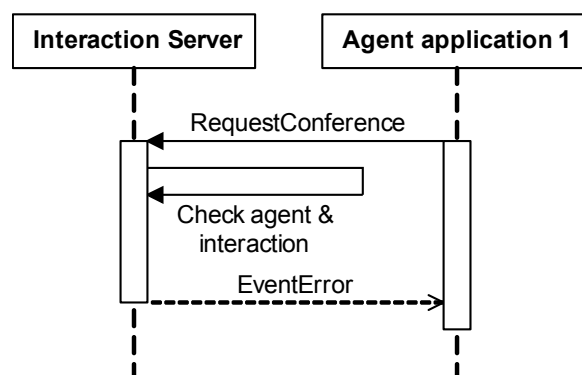 Interaction Server
Agent application 1
RequestConference
Check agent &
interaction
EventError